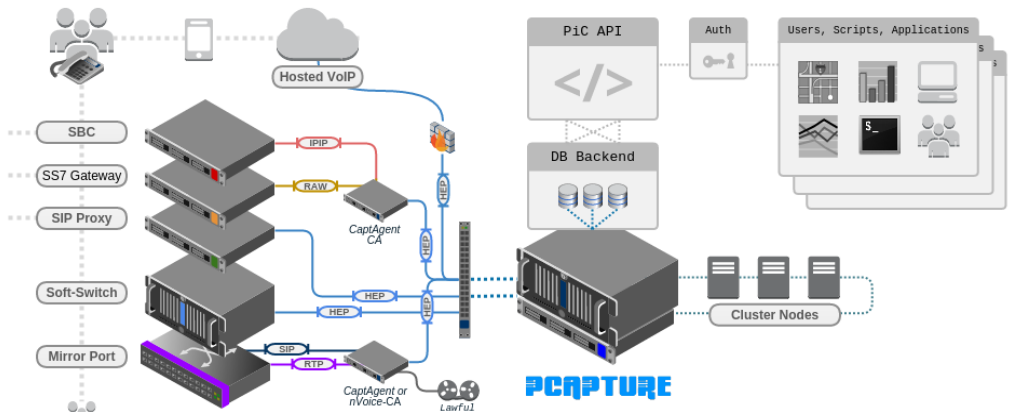 Hosted VoIP
SBC
SS7 Gateway
SIP Proxy
Soft-Switch
Mirror Port
IPIP
RAW
CaptAgent
CA
HEP
HEP
HEP
HEP
HEP
SIP
RTP
CaptAgent or
nVoice-CA
Lawful
PiC API
</>
Auth
Users, Scripts, Applications
s
s
$_
DB Backend
Cluster Nodes
PCAPTURE